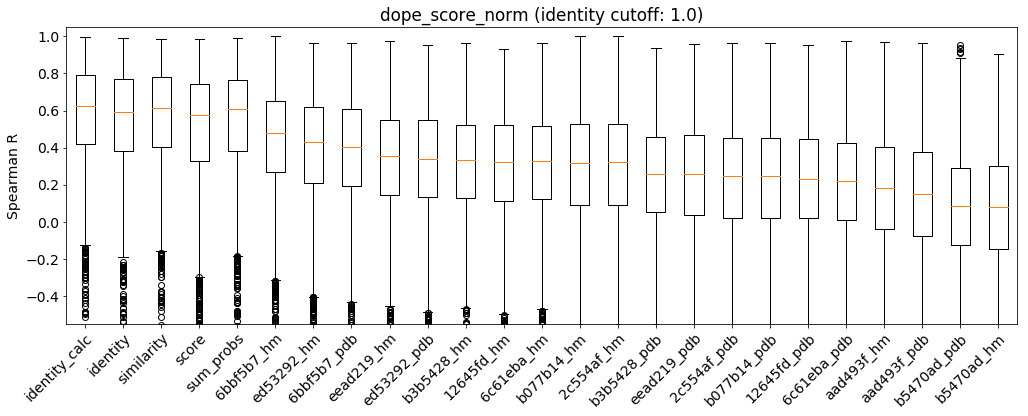 dope_score_norm (identity cutoff: 1.0)
Spearman R
1.0
0.8
0.6
0.4
0.2
0.0
−0.2
−0.4
identity_calc
identity
similarity
score
sum_probs
6bbf5b7_hm
ed53292_hm
6bbf5b7_pdb
eead219_hm
ed53292_pdb
b3b5428_hm
12645fd_hm
6c61eba_hm
b077b14_hm
2c554af_hm
b3b5428_pdb
eead219_pdb
2c554af_pdb
b077b14_pdb
12645fd_pdb
6c61eba_pdb
aad493f_hm
aad493f_pdb
b5470ad_pdb
b5470ad_hm